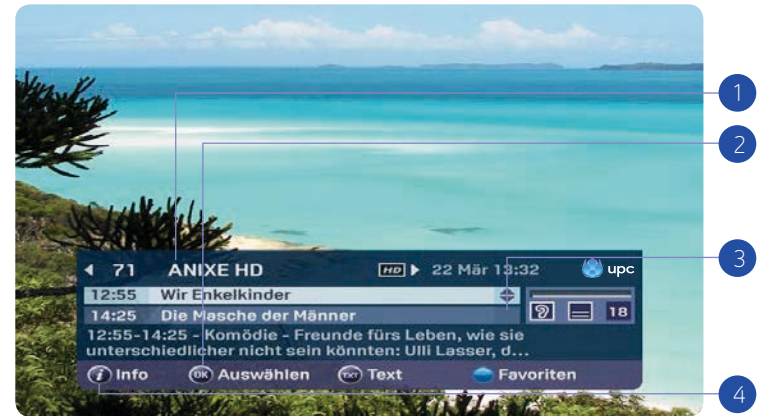 1
2
71 ANIXE HD HD 22 Mär 13:32 upc
12:55 Wir Enkelkinder
3
14:25 Die Masche der Männer
18
12:55-14:25 - Komödie - Freunde fürs Leben, wie sie
unterschiedlicher nicht sein könnten: Ulli Lasser, d...
i Info OK Auswählen TXT Text Favoriten
4